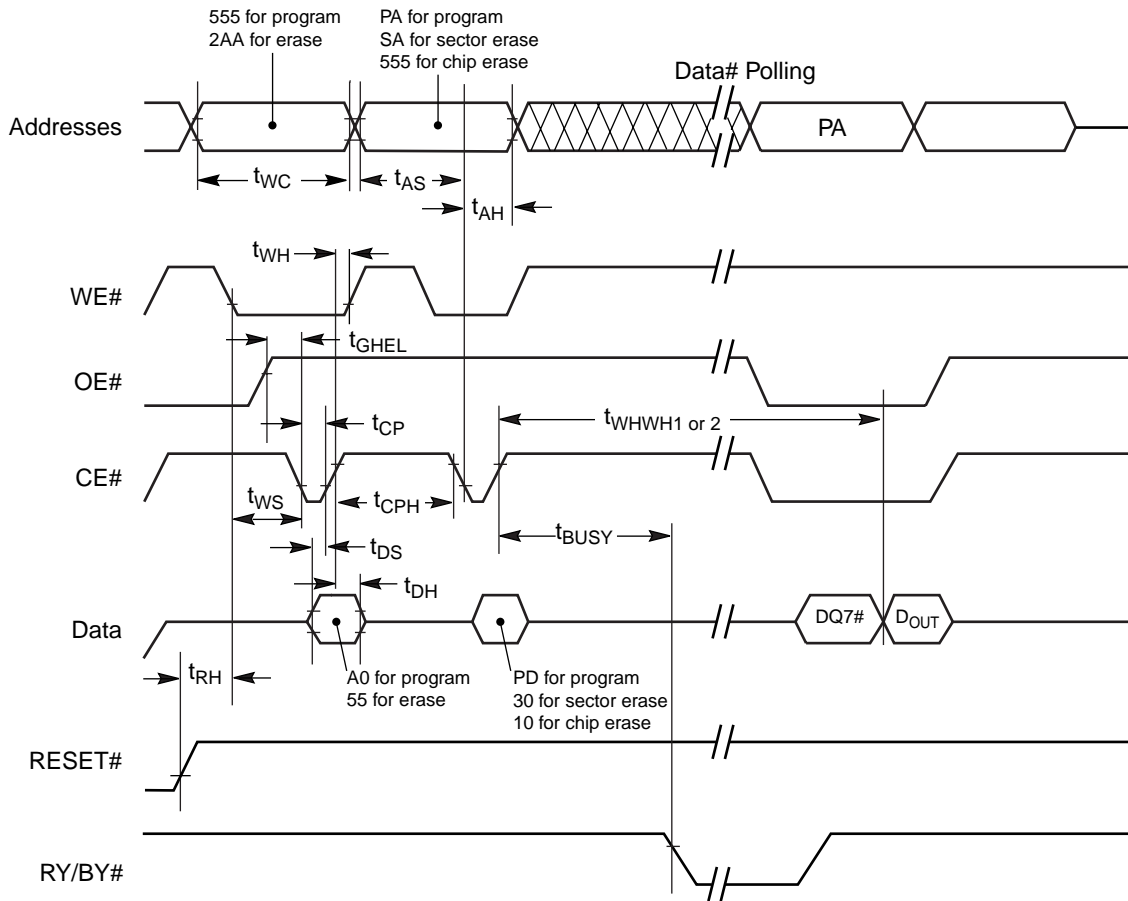 555 for program
2AA for erase
PA for program
SA for sector erase
555 for chip erase
Data# Polling
Addresses
PA
tWC
tAS
tAH
tWH
WE#
tGHEL
OE#
tWHWH1 or 2
tCP
CE#
tWS
tCPH
tBUSY
tDS
tDH
Data
DQ7#
DOUT
tRH
A0 for program
55 for erase
PD for program
30 for sector erase
10 for chip erase
RESET#
RY/BY#